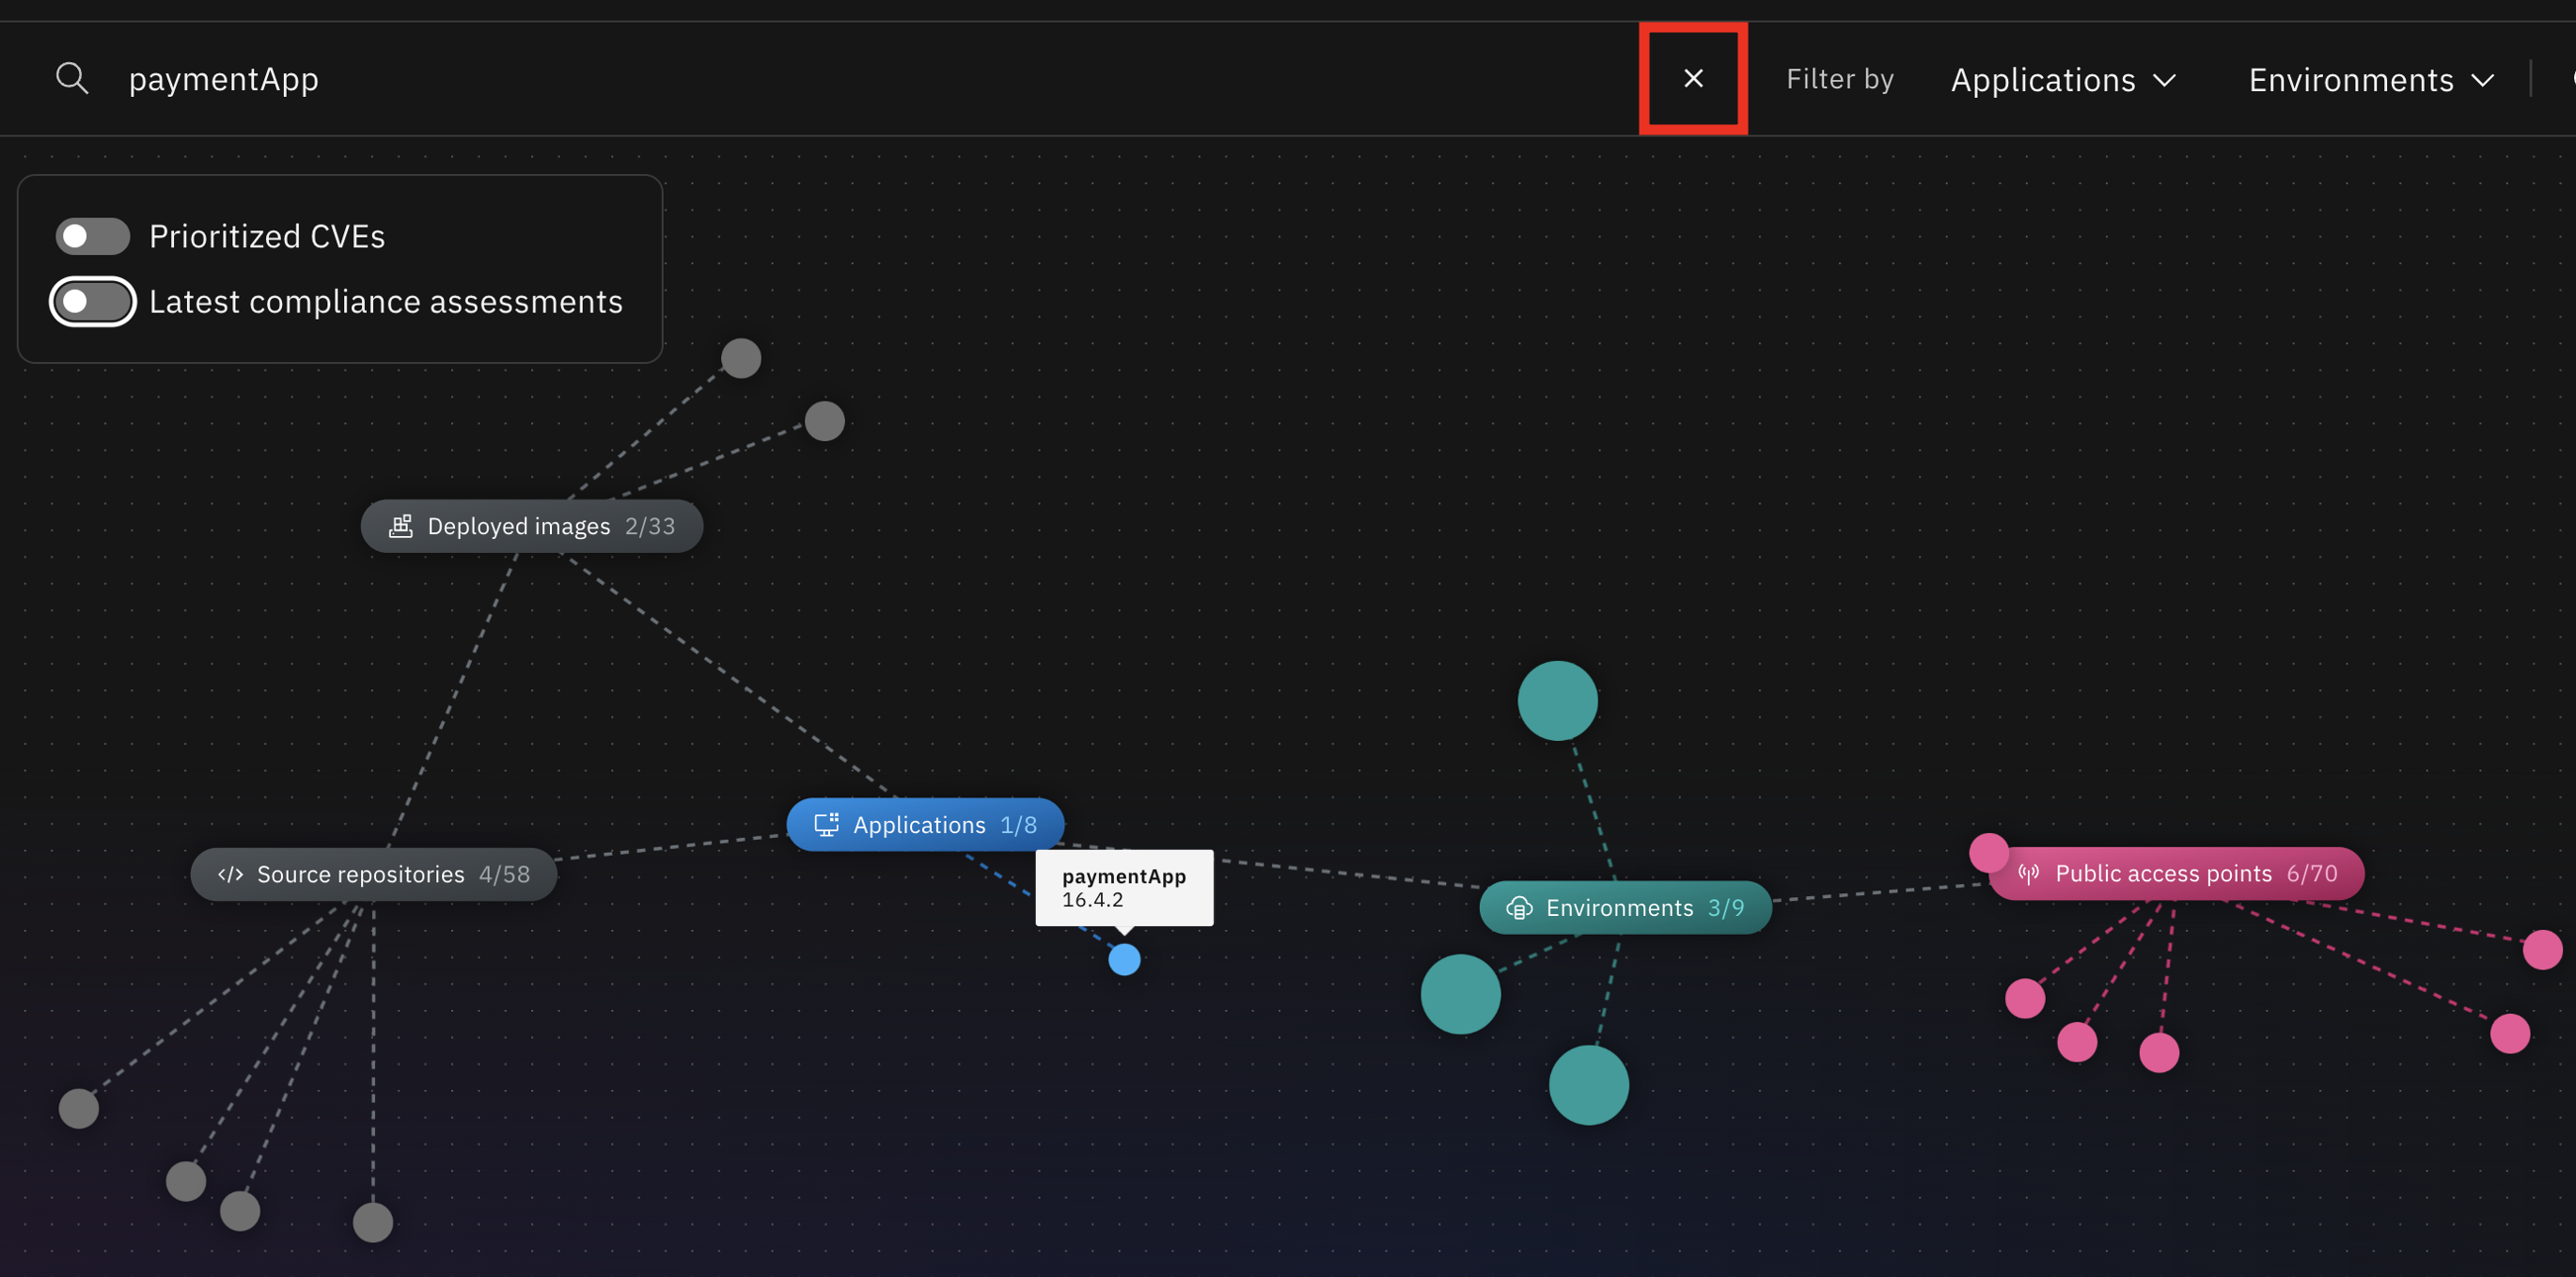 paymentApp
Filter by
Applications
Environments
Prioritized CVEs
Latest compliance assessments
Deployed images 2/33
Applications 1/8
Source repositories 4/58
paymentApp
16.4.2
Environments 3/9
Public access points 6/70